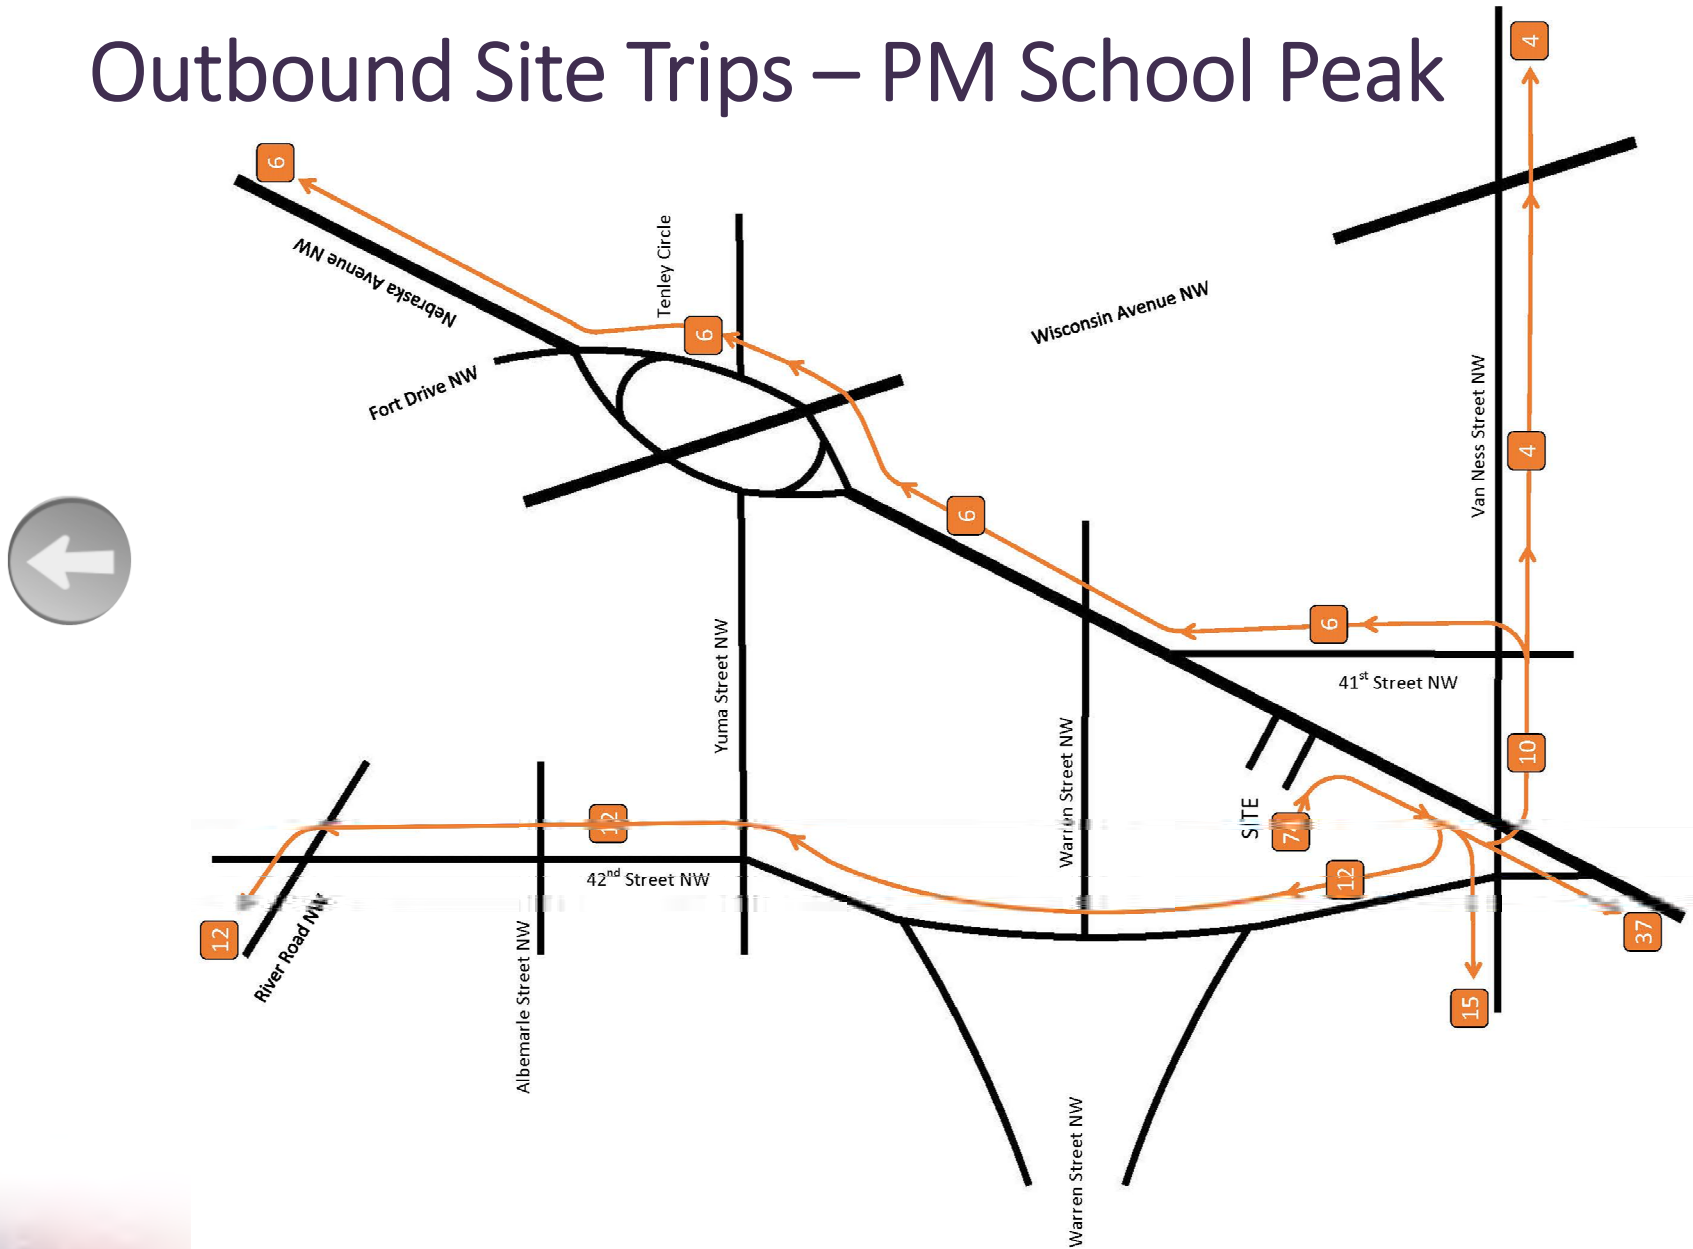 Outbound Site Trips – PM School Peak
4
6
Nebraska Avenue NW
Tenley Circle
6
Wisconsin Avenue NW
Fort Drive NW
Van Ness Street NW
4
6
6
41st Street NW
Yuma Street NW
10
Warren Street NW
SITE
12
42nd Street NW
12
12
River Road NW
37
15
Albemarle Street NW
Warren Street NW